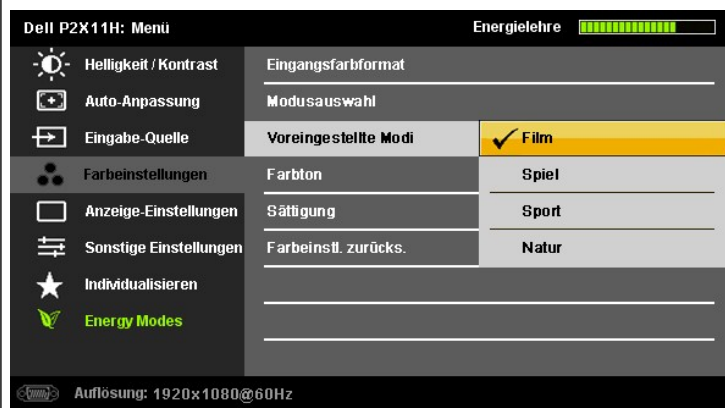 Dell P2X11H: Menü
Energielehre
Helligkeit / Kontrast
Eingangsfarbformat
Auto-Anpassung
Modusauswahl
Eingabe-Quelle
Voreingestellte Modi
Film
Farbeinstellungen
Farbton
Spiel
Anzeige-Einstellungen
Sättigung
Sport
Sonstige Einstellungen
Farbeinstl. zurücks.
Natur
Individualisieren
Energy Modes
Auflösung: 1920x1080@60Hz